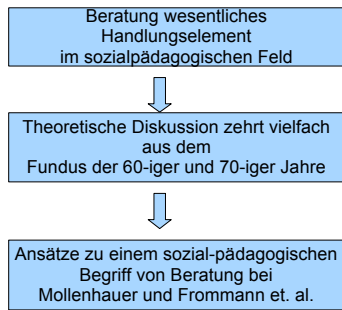 Beratung wesentliches
Handlungselement
im sozialpädagogischen Feld
Theoretische Diskussion zehrt vielfach
aus dem
Fundus der 60-iger und 70-iger Jahre
Ansätze zu einem sozial-pädagogischen
Begriff von Beratung bei
Mollenhauer und Frommann et. al.